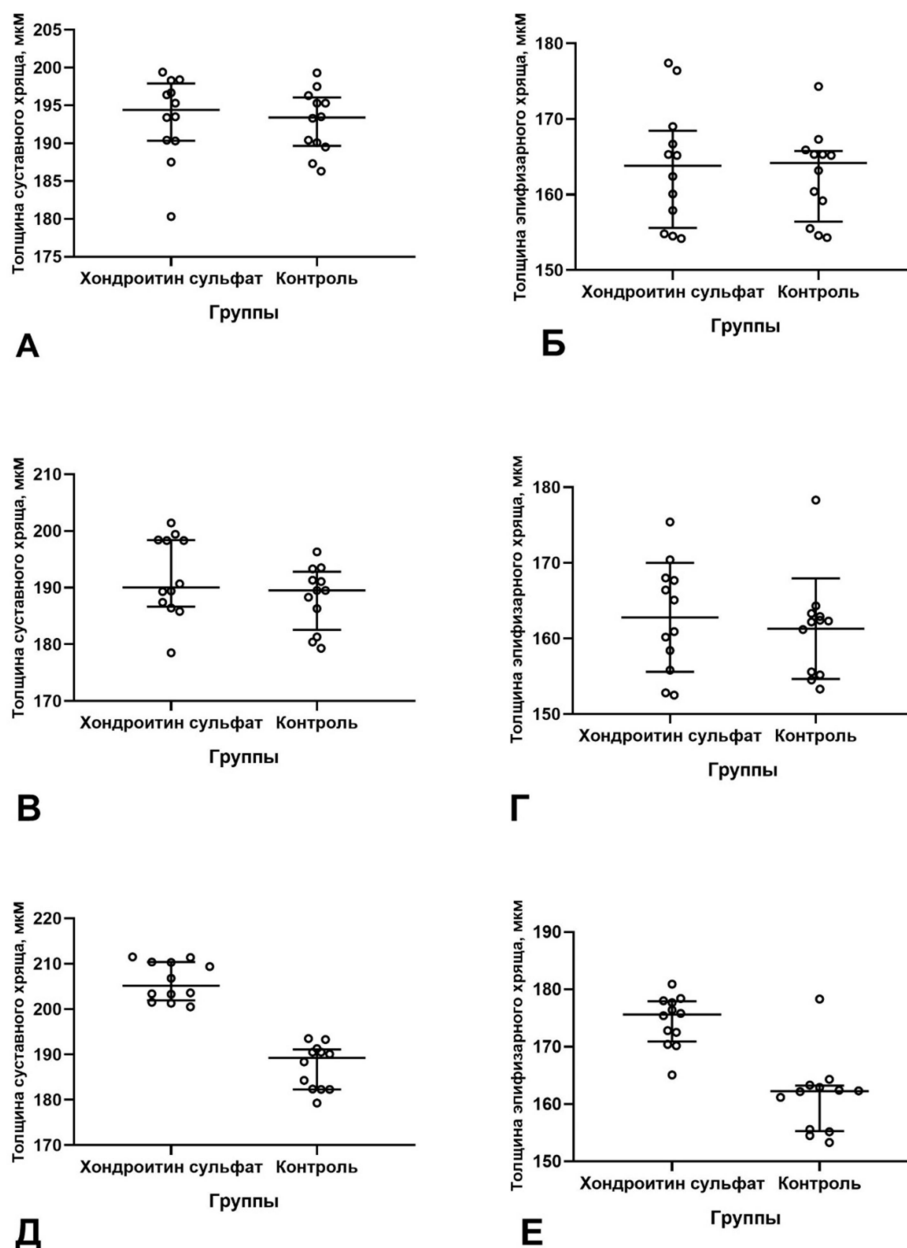 Толщина суставного хряща, мкм
200
195
190
185
180
175
Хондроитин сульфат Контроль
Группы
А
Толщина эпифизарного хряща, мкм
180
170
160
150
Хондроитин сульфат Контроль
Группы
Б
Толщина суставного хряща, мкм
210
200
190
180
170
Хондроитин сульфат Контроль
Группы
В
Толщина эпифизарного хряща, мкм
180
170
160
150
Хондроитин сульфат Контроль
Группы
Г
Толщина суставного хряща, мкм
220
210
200
190
180
170
Хондроитин сульфат Контроль
Группы
Д
Толщина эпифизарного хряща, мкм
190
180
170
160
150
Хондроитин сульфат Контроль
Группы
Е